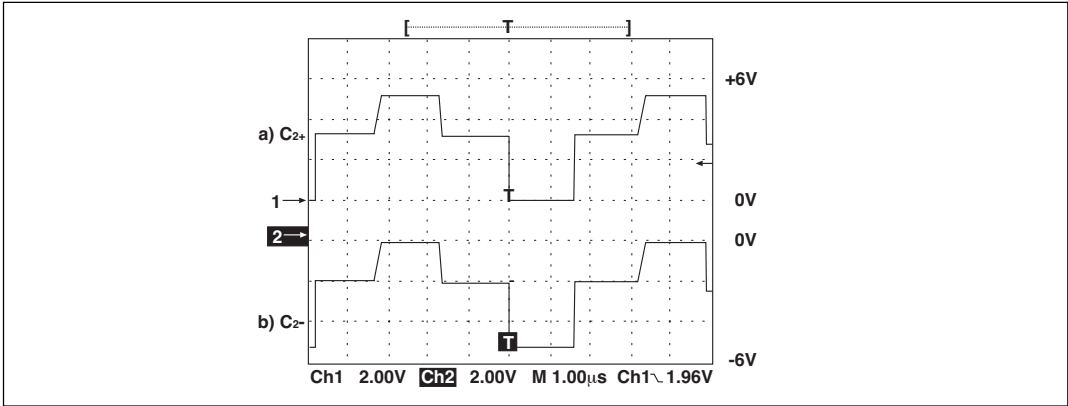 [ T ]
+6V
a) C2+
T
1
0V
2
0V
b) C2-
T
-6V
Ch1 2.00V Ch2 2.00V M 1.00µs Ch1 1.96V